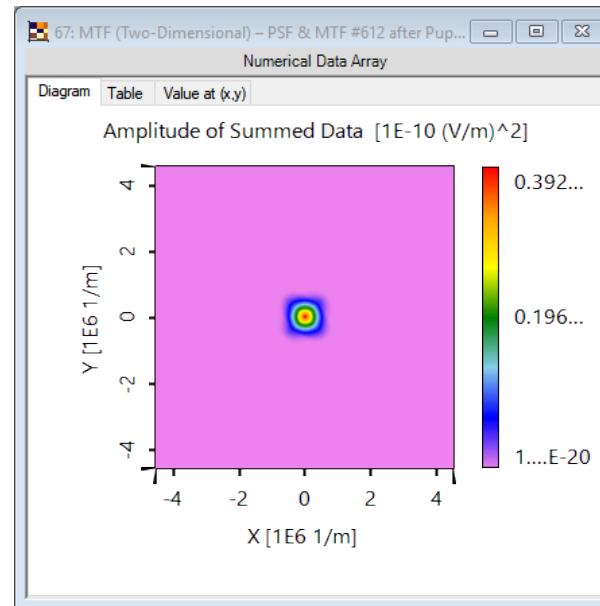 67: MTF (Two-Dimensional) – PSF & MTF #612 after Pup...
Numerical Data Array
Diagram Table Value at (x,y)
Amplitude of Summed Data [1E-10 (V/m)^2]
4
2
0
-2
-4
Y [1E6 1/m]
-4 -2 0 2 4
X [1E6 1/m]
0.392...
0.196...
1....E-20